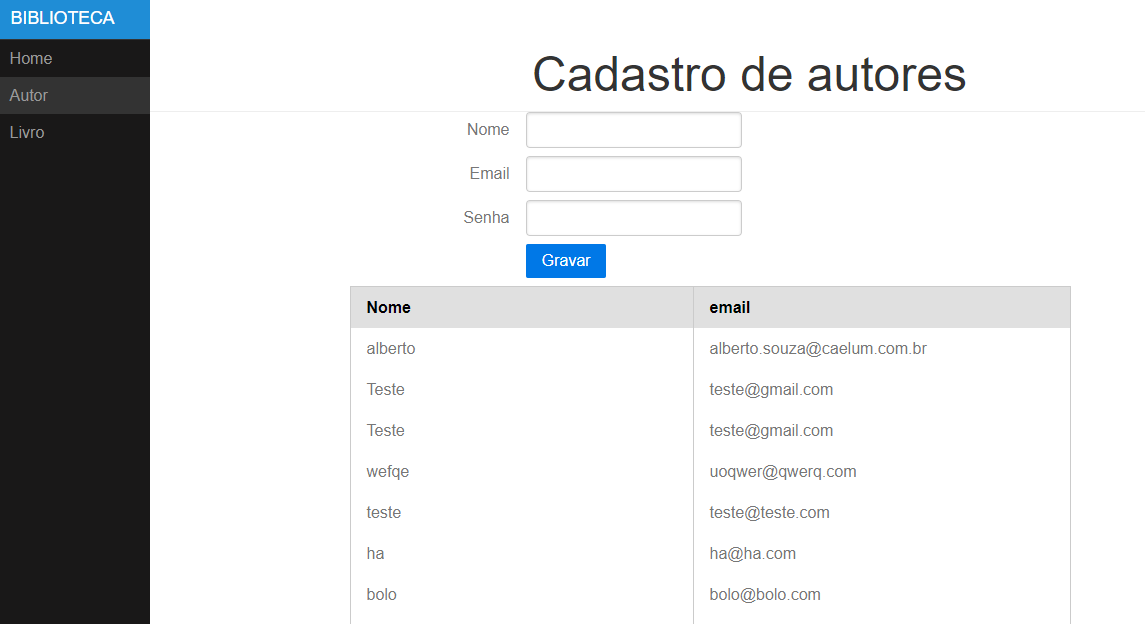 BIBLIOTECA
Home
Autor
Livro
Cadastro de autores
Nome
Email
Senha
Gravar
Nome email
alberto alberto.souza@caelum.com.br
Teste teste@gmail.com
Teste teste@gmail.com
wefqe uoqwer@qwerq.com
teste teste@teste.com
ha ha@ha.com
bolo bolo@bolo.com